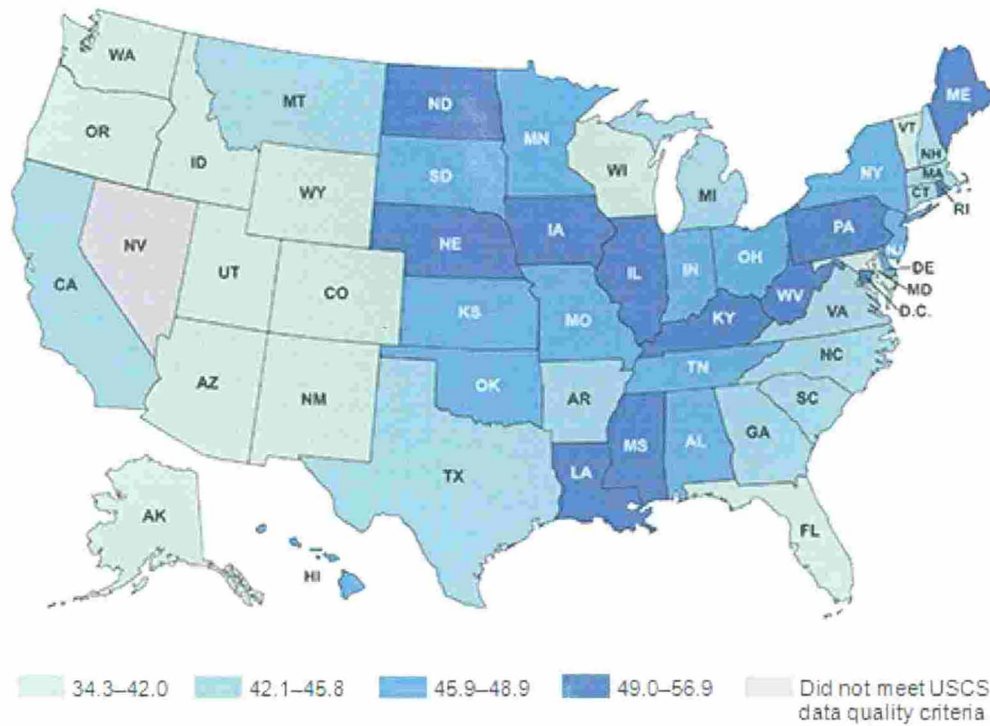 WA
MT
ND
MN
ME
VT
NH
OR
ID
SD
WI
NY
MA
CT
RI
WY
MI
NV
NE
IA
PA
NJ
CA
UT
CO
IL
IN
OH
DE
MD
D.C.
WV
VA
KS
MO
KY
NC
TN
AZ
NM
OK
AR
SC
MS
AL
GA
LA
TX
AK
FL
HI
34.3–42.0
42.1–45.8
45.9–48.9
49.0–56.9
Did not meet USCS
data quality criteria